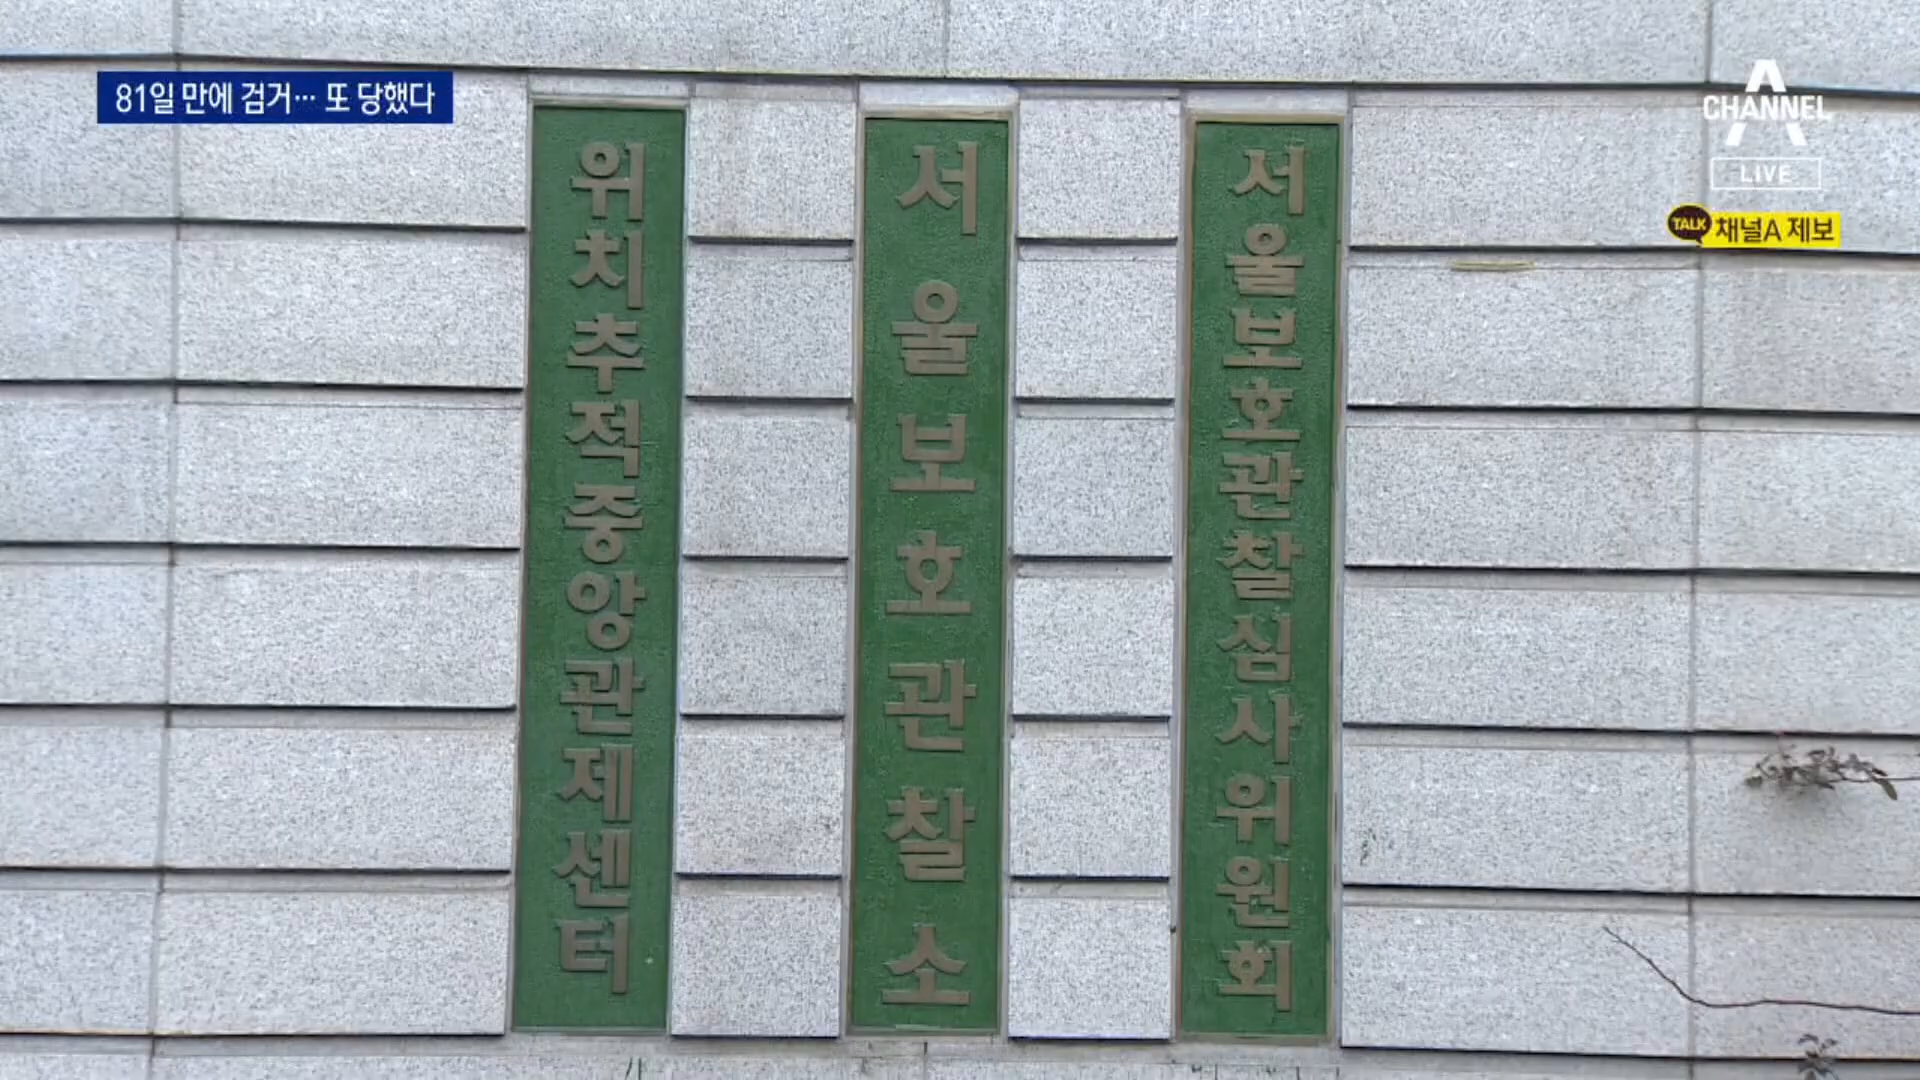 81일 만에 검거… 또 당했다
CHANNEL A
LIVE
TALK 채널A 제보
위치추적중앙관제센터
서울보호관찰소
서울보호관찰심사위원회